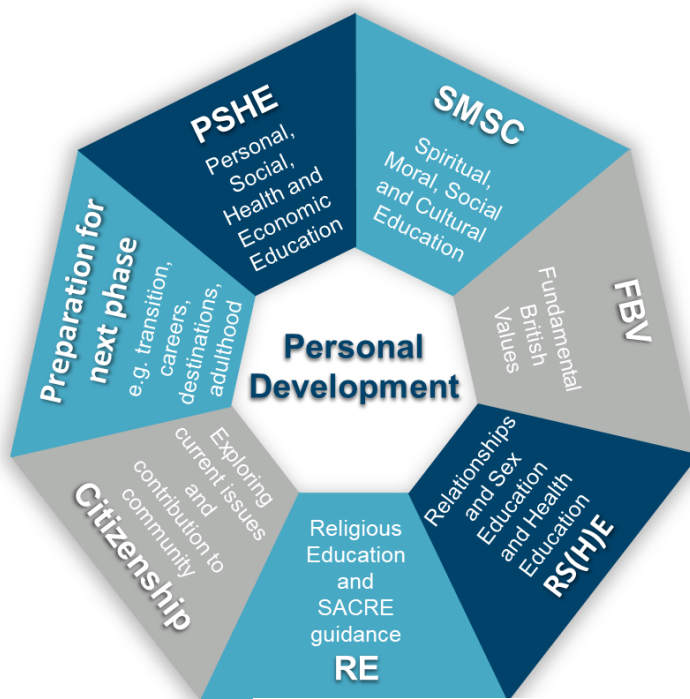 Personal
Development
PSHE
Personal,
Social,
Health and
Economic
Education
SMSC
Spiritual,
Moral, Social
and Cultural
Education
FBV
Fundamental
British
Values
Relationships
and Sex
Education
and Health
Education
RS(H)E
Religious
Education
and
SACRE
guidance
RE
Exploring
current issues
and
contribution to
community
Citizenship
Preparation for
next phase
e.g. transition,
careers,
destinations,
adulthood